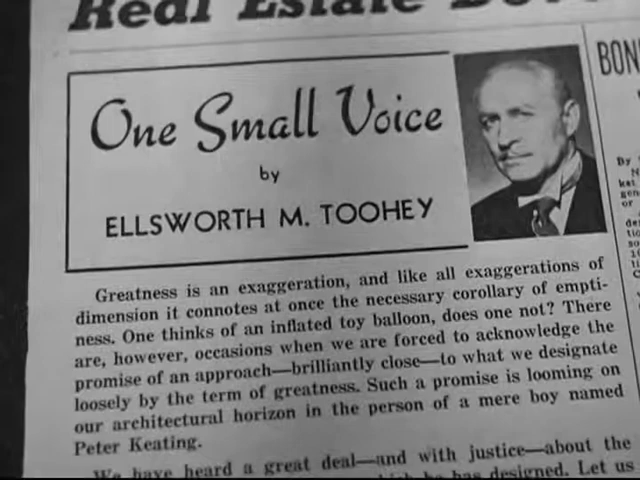 Real Estate
One Small Voice
by
ELLSWORTH M. TOOHEY
BON
By
N
ket
gen
or
Greatness is an exaggeration, and like all exaggerations of
dimension it connotes at once the necessary corollary of empti-
ness. One thinks of an inflated toy balloon, does one not? There
are, however, occasions when we are forced to acknowledge the
promise of an approach—brilliantly close—to what we designate
loosely by the term of greatness. Such a promise is looming on
our architectural horizon in the person of a mere boy named
Peter Keating.
We have heard a great deal—and with justice—about the
he has designed. Let us